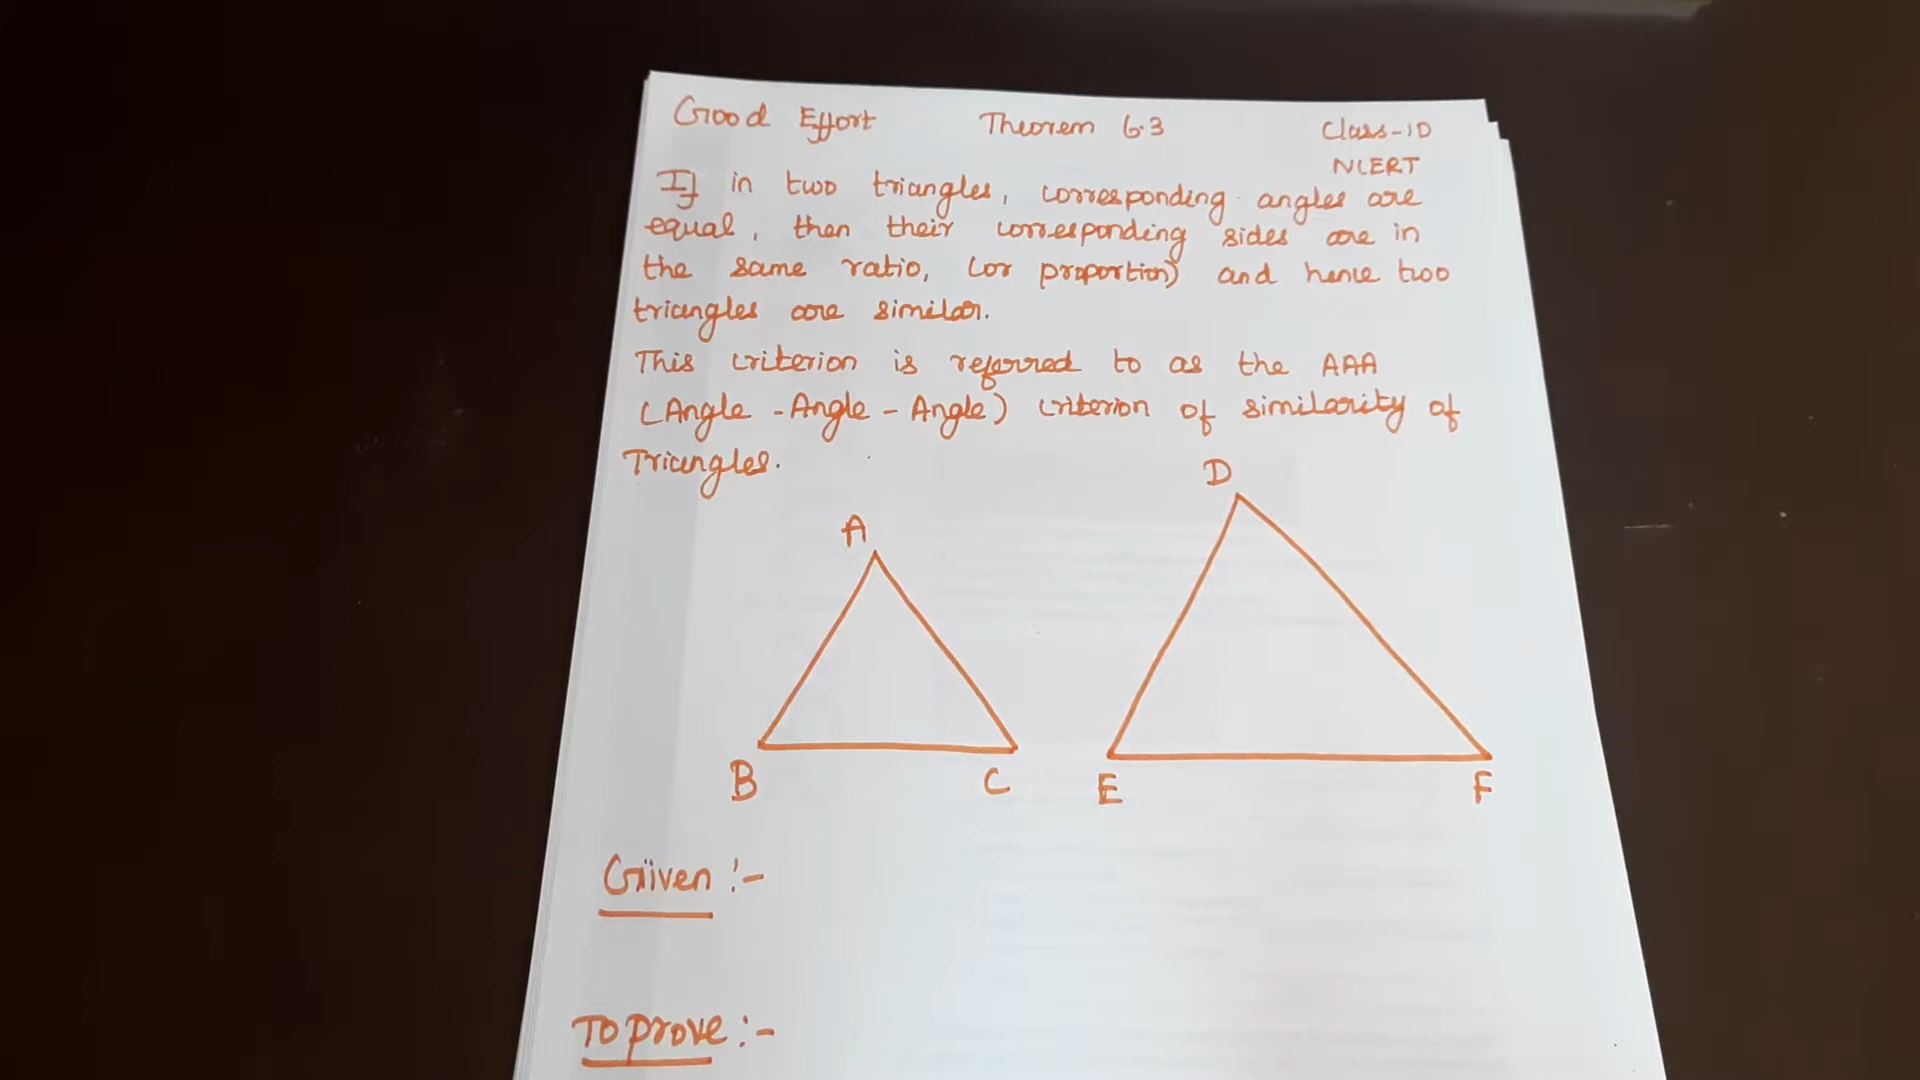 Good Effort Theorem 6.3 Class-10
NCERT
If in two triangles, corresponding angles are
equal, then their corresponding sides are in
the same ratio, (or proportion) and hence two
triangles are similar.
This criterion is referred to as the AAA
(Angle - Angle - Angle) criterion of similarity of
Triangles.
D
A
B C E F
Given :-
To prove :-